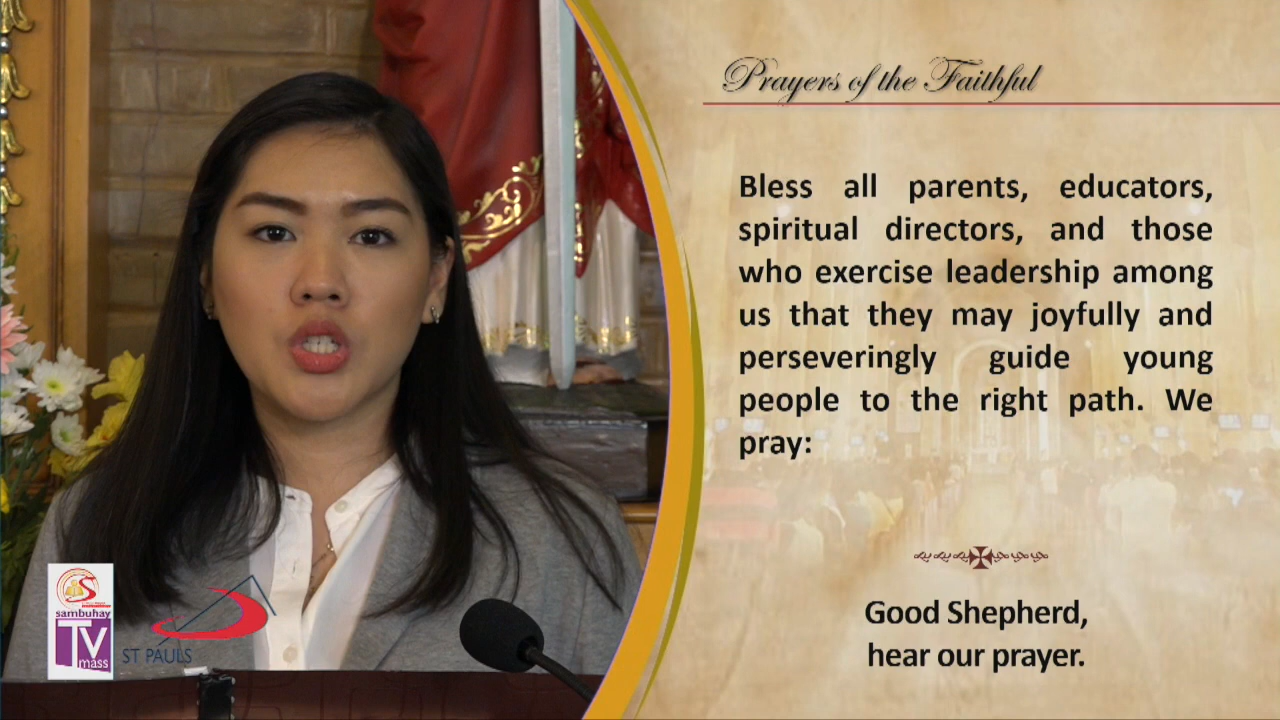 Prayers of the Faithful
Bless all parents, educators,
spiritual directors, and those
who exercise leadership among
us that they may joyfully and
perseveringly guide young
people to the right path. We
pray:
Good Shepherd,
hear our prayer.
sambuhay
TV
mass
ST PAULS